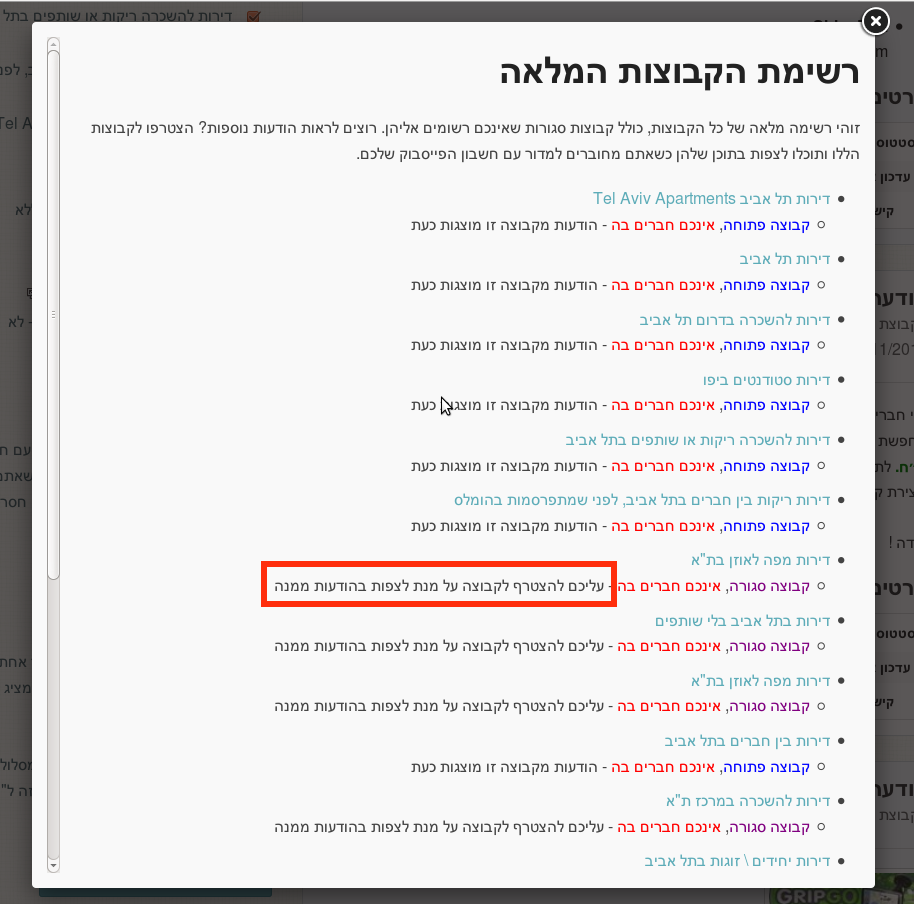 דירות להשכרה ריקות או שותפים בתל
רשימת הקבוצות המלאה
זוהי רשימה מלאה של כל הקבוצות, כולל קבוצות סגורות שאינכם רשומים אליהן. רוצים לראות הודעות נוספות? הצטרפו לקבוצות
הללו ותוכלו לצפות בתוכן שלהן כשאתם מחוברים למדור עם חשבון הפייסבוק שלכם.
דירות תל אביב Tel Aviv Apartments
קבוצה פתוחה, אינכם חברים בה - הודעות מקבוצה זו מוצגות כעת
דירות תל אביב
קבוצה פתוחה, אינכם חברים בה - הודעות מקבוצה זו מוצגות כעת
דירות להשכרה בדרום תל אביב
קבוצה פתוחה, אינכם חברים בה - הודעות מקבוצה זו מוצגות כעת
דירות סטודנטים ביפו
קבוצה פתוחה, אינכם חברים בה - הודעות מקבוצה זו מוצגות כעת
דירות להשכרה ריקות או שותפים בתל אביב
קבוצה פתוחה, אינכם חברים בה - הודעות מקבוצה זו מוצגות כעת
דירות ריקות בין חברים בתל אביב, לפני שמתפרסמות בהומלס
קבוצה פתוחה, אינכם חברים בה - הודעות מקבוצה זו מוצגות כעת
דירות מפה לאוזן בת"א
קבוצה סגורה, אינכם חברים בה - עליכם להצטרף לקבוצה על מנת לצפות בהודעות ממנה
דירות בתל אביב בלי שותפים
קבוצה סגורה, אינכם חברים בה - עליכם להצטרף לקבוצה על מנת לצפות בהודעות ממנה
דירות מפה לאוזן בת"א
קבוצה סגורה, אינכם חברים בה - עליכם להצטרף לקבוצה על מנת לצפות בהודעות ממנה
דירות בין חברים בתל אביב
קבוצה פתוחה, אינכם חברים בה - הודעות מקבוצה זו מוצגות כעת
דירות להשכרה במרכז ת"א
קבוצה סגורה, אינכם חברים בה - עליכם להצטרף לקבוצה על מנת לצפות בהודעות ממנה
דירות יחידים \ זוגות בתל אביב
GRIPGO